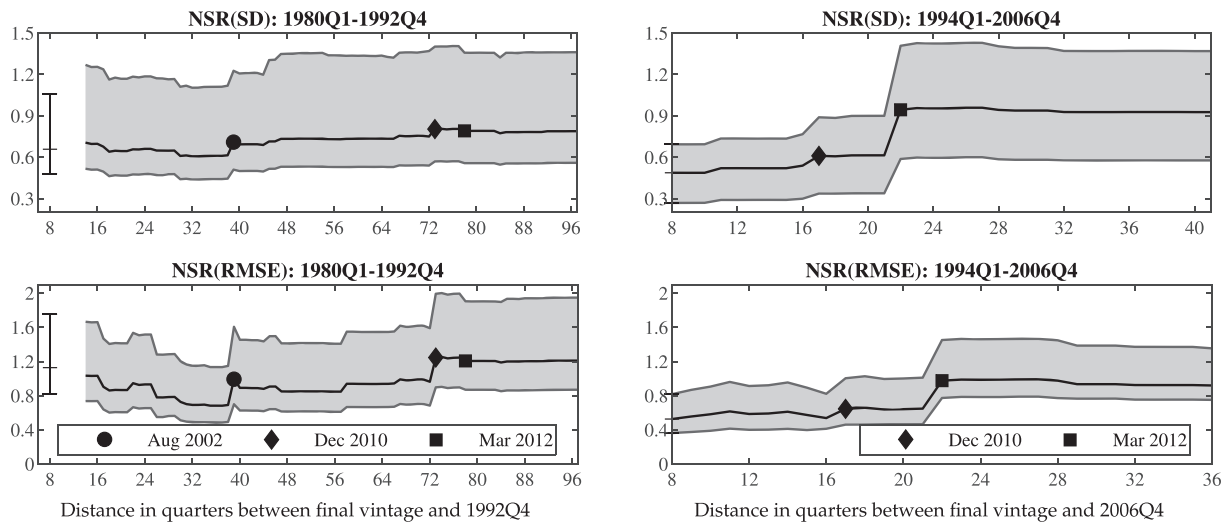 NSR(SD): 1980Q1-1992Q4
1.5
1.2
0.9
0.6
0.3
8 16 24 32 40 48 56 64 72 80 88 96
NSR(SD): 1994Q1-2006Q4
1.5
1.2
0.9
0.6
0.3
8 12 16 20 24 28 32 36 40
NSR(RMSE): 1980Q1-1992Q4
2
1.6
1.2
0.8
0.4
0
Aug 2002 Dec 2010 Mar 2012
8 16 24 32 40 48 56 64 72 80 88 96
Distance in quarters between final vintage and 1992Q4
NSR(RMSE): 1994Q1-2006Q4
2
1.6
1.2
0.8
0.4
0
Dec 2010 Mar 2012
8 12 16 20 24 28 32 36
Distance in quarters between final vintage and 2006Q4